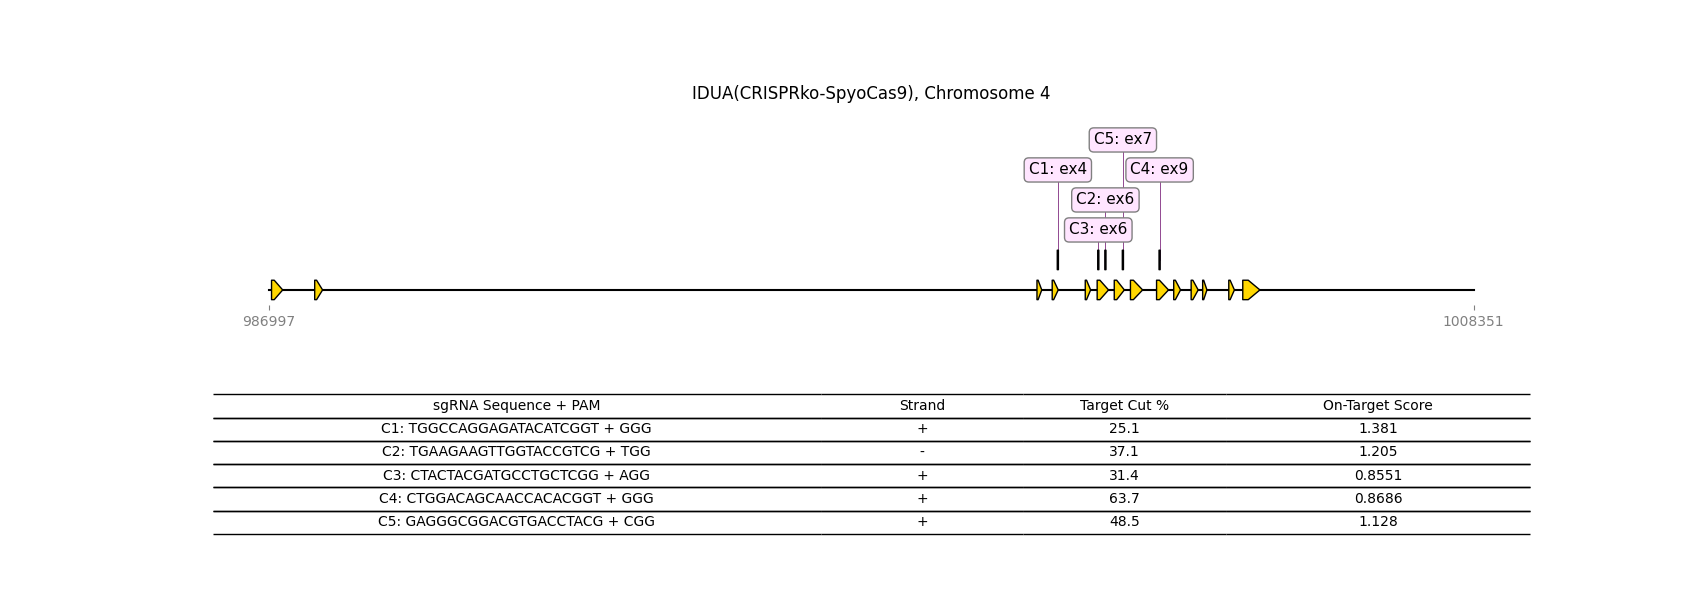 IDUA(CRISPRko-SpyoCas9), Chromosome 4
C5: ex7
C1: ex4 C4: ex9
C2: ex6
C3: ex6
986997 1008351
sgRNA Sequence + PAM Strand Target Cut % On-Target Score
C1: TGGCCAGGAGATACATCGGT + GGG + 25.1 1.381
C2: TGAAGAAGTTGGTACCGTCG + TGG - 37.1 1.205
C3: CTACTACGATGCCTGCTCGG + AGG + 31.4 0.8551
C4: CTGGACAGCAACCACACGGT + GGG + 63.7 0.8686
C5: GAGGGCGGACGTGACCTACG + CGG + 48.5 1.128